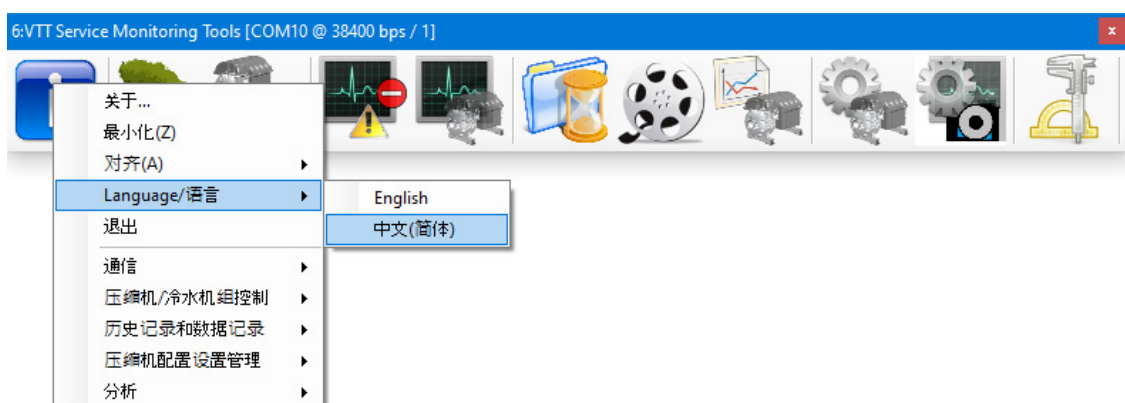 6:VTT Service Monitoring Tools [COM10 @ 38400 bps / 1]
x
关于...
最小化(Z)
对齐(A)
Language/语言
English
退出
中文(简体)
通信
压缩机/冷水机组控制
历史记录和数据记录
压缩机配置设置管理
分析